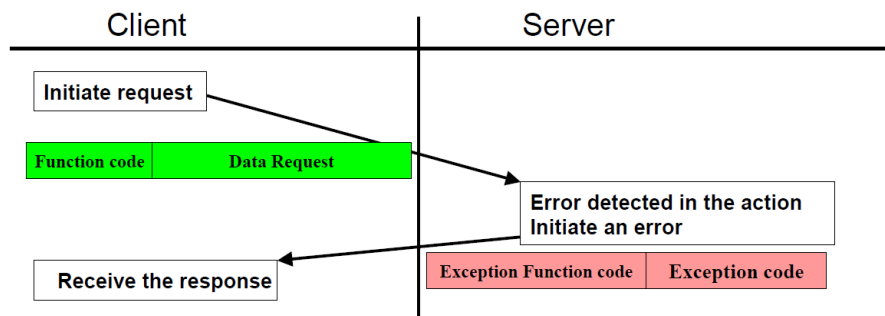 Client
Server
Initiate request
Function code
Data Request
Error detected in the action
Initiate an error
Receive the response
Exception Function code
Exception code